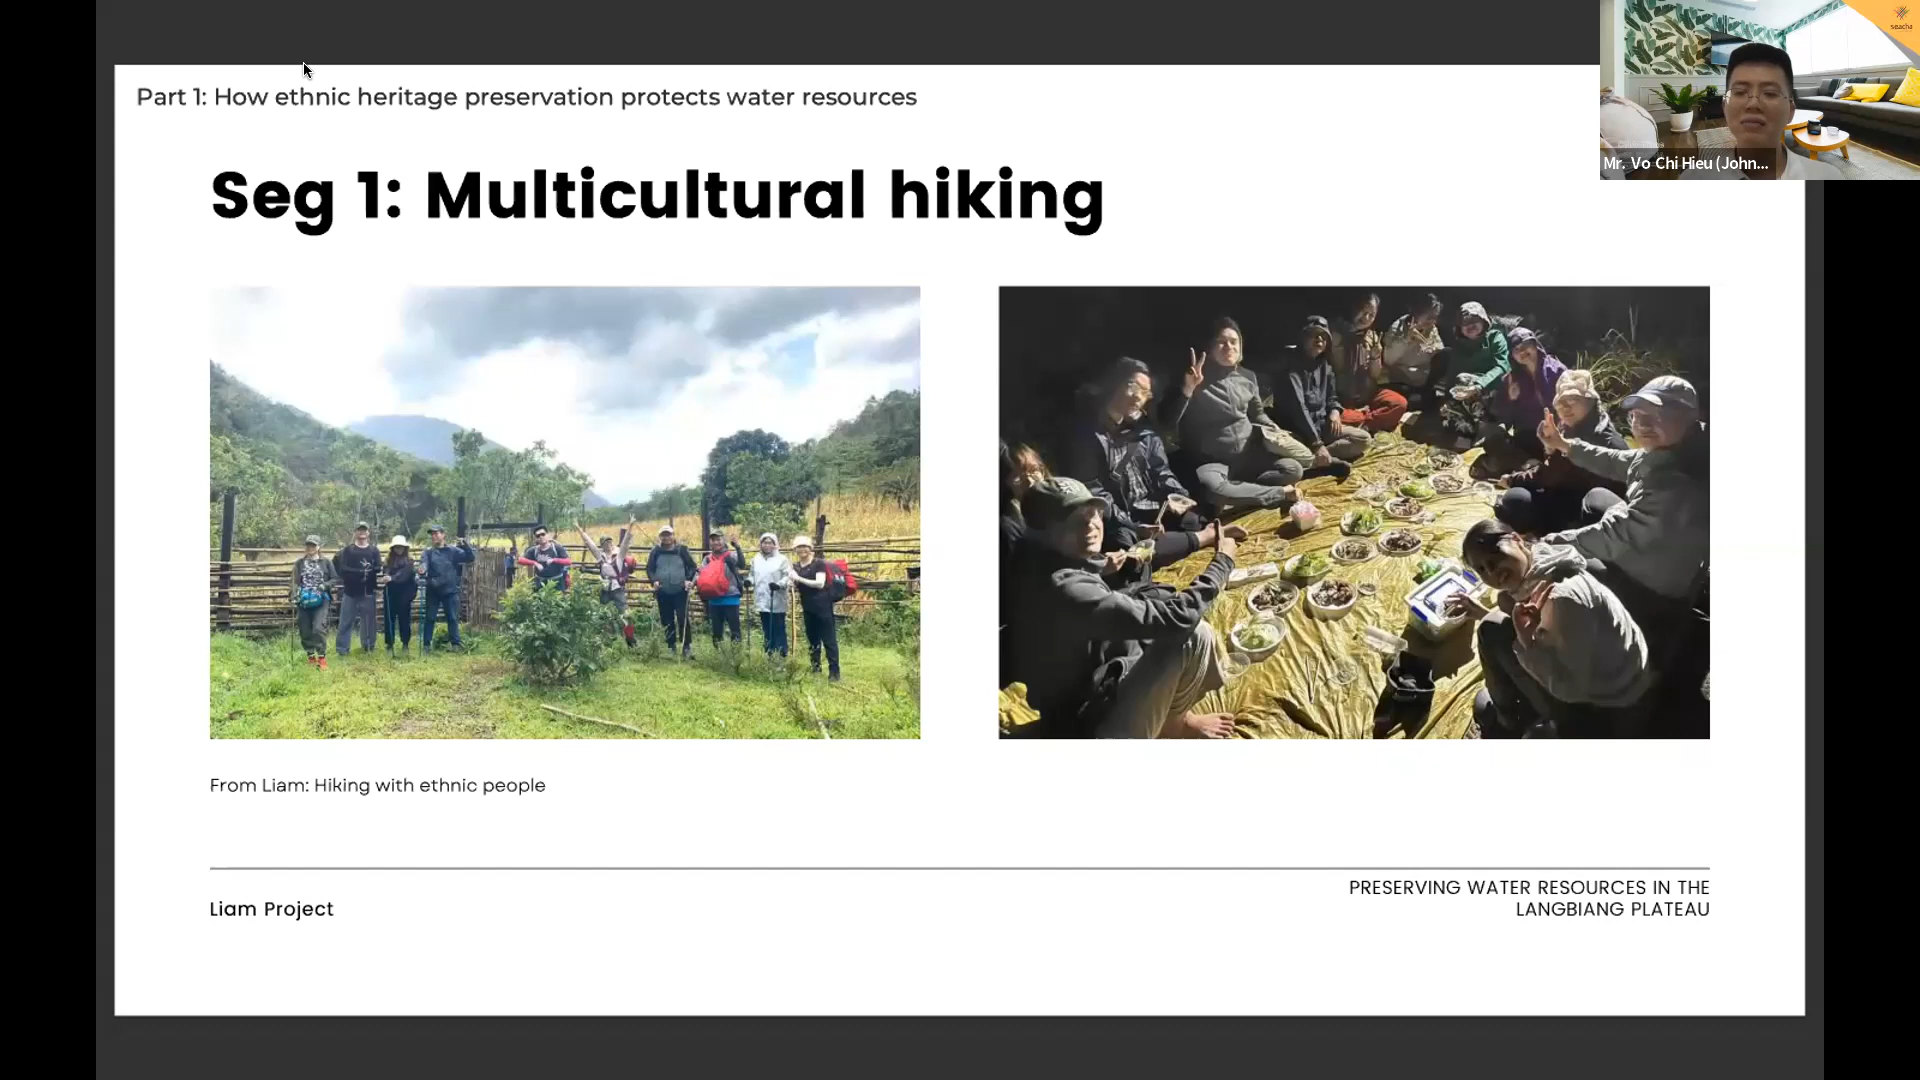 Part 1: How ethnic heritage preservation protects water resources
seacha
Mr. Vo Chi Hieu (John...
Seg 1: Multicultural hiking
From Liam: Hiking with ethnic people
Liam Project
PRESERVING WATER RESOURCES IN THE
LANGBIANG PLATEAU